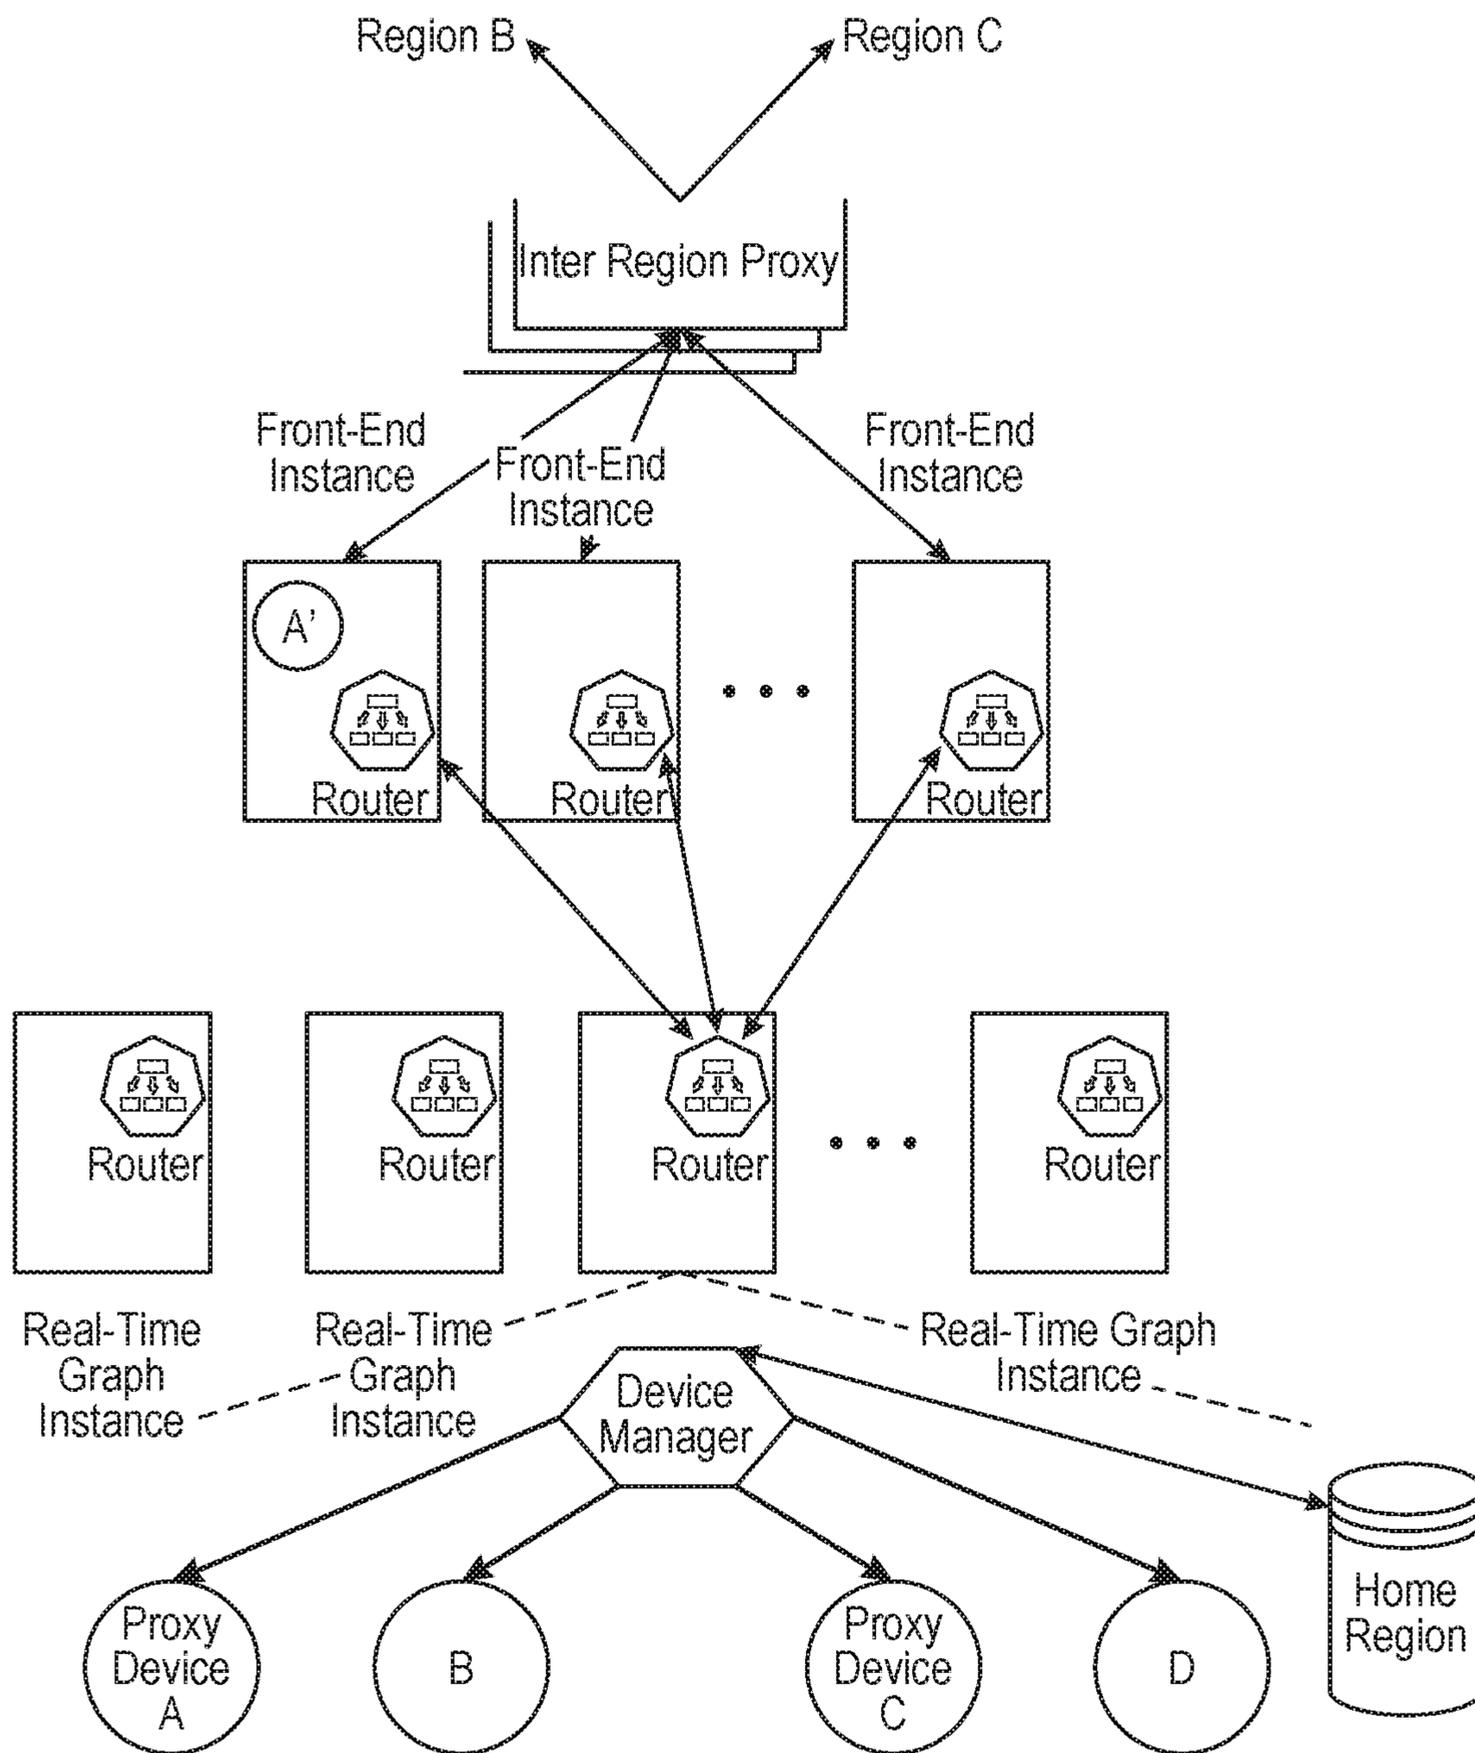 Region B
Region C
Inter Region Proxy
Front-End
Instance
Front-End
Instance
Front-End
Instance
A'
Router
Router
Router
Router
Router
Router
Router
Real-Time
Graph
Instance
Real-Time
Graph
Instance
Real-Time Graph
Instance
Device
Manager
Proxy
Device
A
B
Proxy
Device
C
D
Home
Region